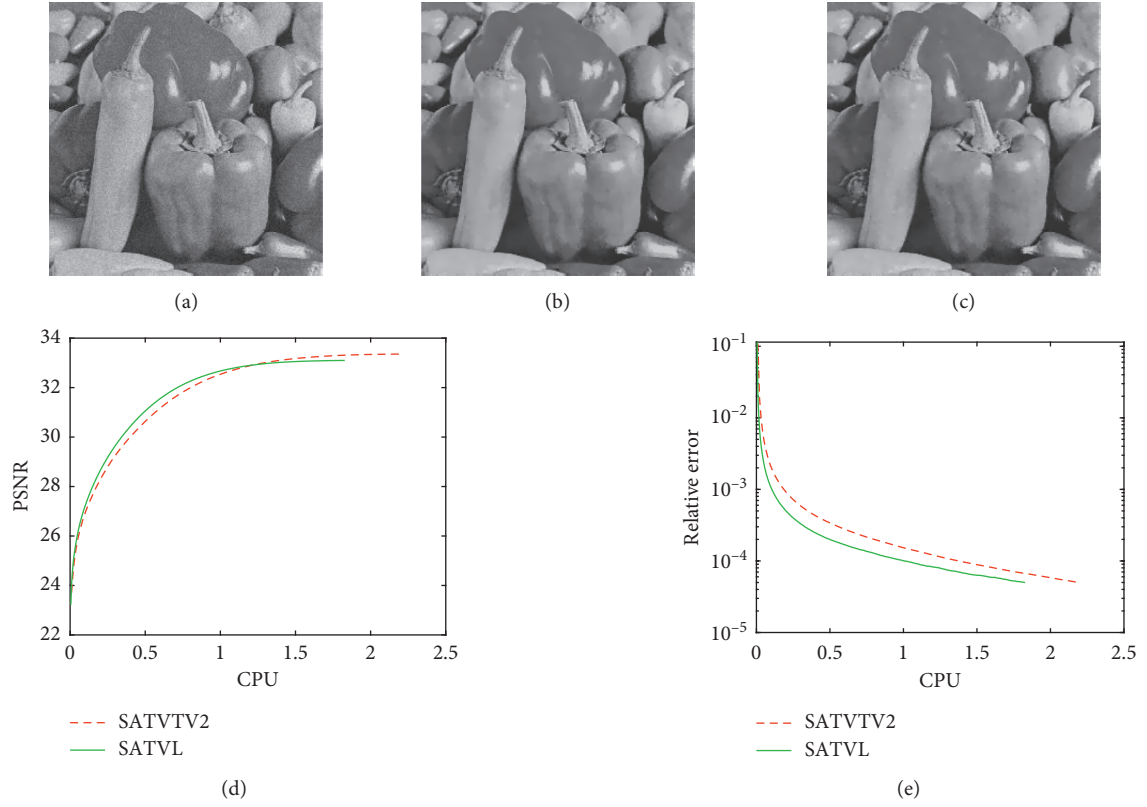 (a)
(b)
(c)
34
32
30
28
26
24
22
PSNR
0
0.5
1
1.5
2
2.5
CPU
SATVTV2
SATVL
(d)
10⁻¹
10⁻²
10⁻³
10⁻⁴
10⁻⁵
Relative error
0
0.5
1
1.5
2
2.5
CPU
SATVTV2
SATVL
(e)